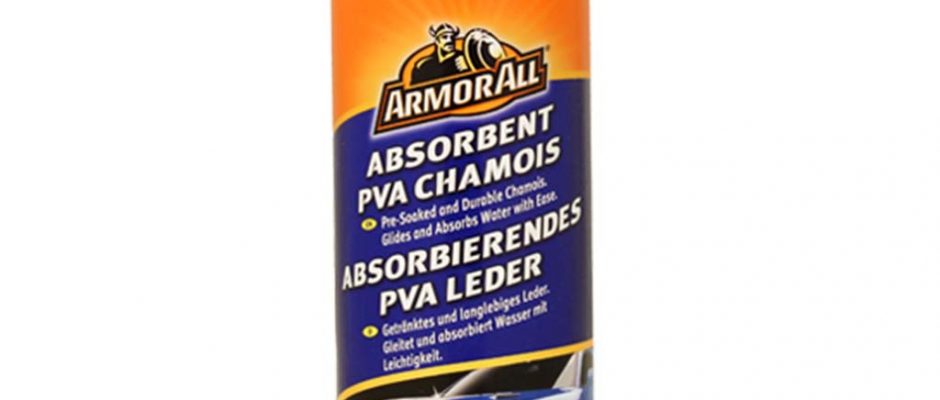 ARMORALL
ABSORBENT
PVA CHAMOIS
EN Pre-Soaked and Durable Chamois.
Glides and Absorbs Water with Ease.
ABSORBIERENDES
PVA LEDER
D Getränktes und langlebiges Leder.
Gleitet und absorbiert Wasser mit
Leichtigkeit.